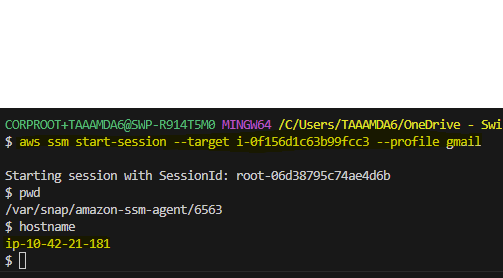 CORPROOT+TAAAMDA6@SWP-R914T5M0 MINGW64 /C/Users/TAAAMDA6/OneDrive - Swi
$ aws ssm start-session --target i-0f156d1c63b99fcc3 --profile gmail
Starting session with SessionId: root-06d38795c74ae4d6b
$ pwd
/var/snap/amazon-ssm-agent/6563
$ hostname
ip-10-42-21-181
$